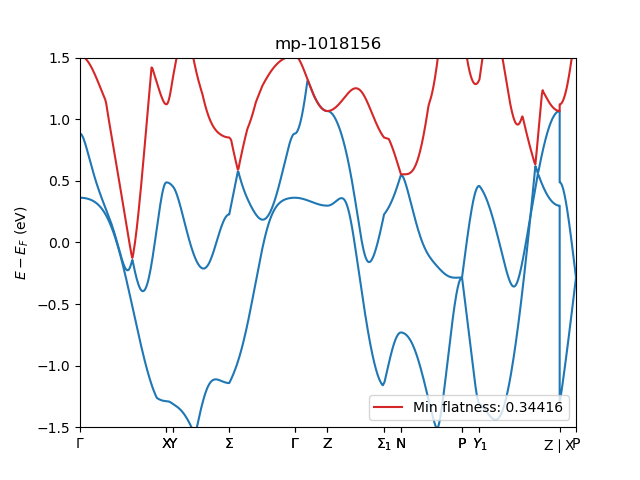 mp-1018156
E − E_F (eV)
1.5
1.0
0.5
0.0
−0.5
−1.0
−1.5
Min flatness: 0.34416
Γ X Y Σ Γ Z Σ₁ N P Y₁ Z | X P